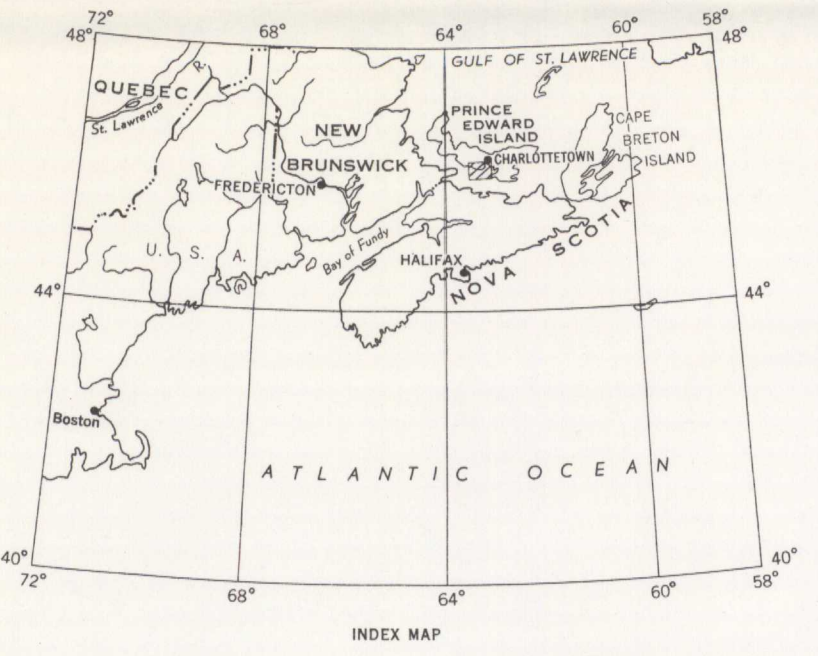 72°
68°
64°
60°
58°
48°
48°
GULF OF ST. LAWRENCE
QUEBEC
R.
St. Lawrence
PRINCE
EDWARD
ISLAND
CAPE
BRETON
ISLAND
NEW
BRUNSWICK
CHARLOTTETOWN
FREDERICTON
U. S. A.
Bay of Fundy
HALIFAX
NOVA SCOTIA
44°
44°
Boston
ATLANTIC OCEAN
40°
40°
72°
68°
64°
60°
58°
INDEX MAP